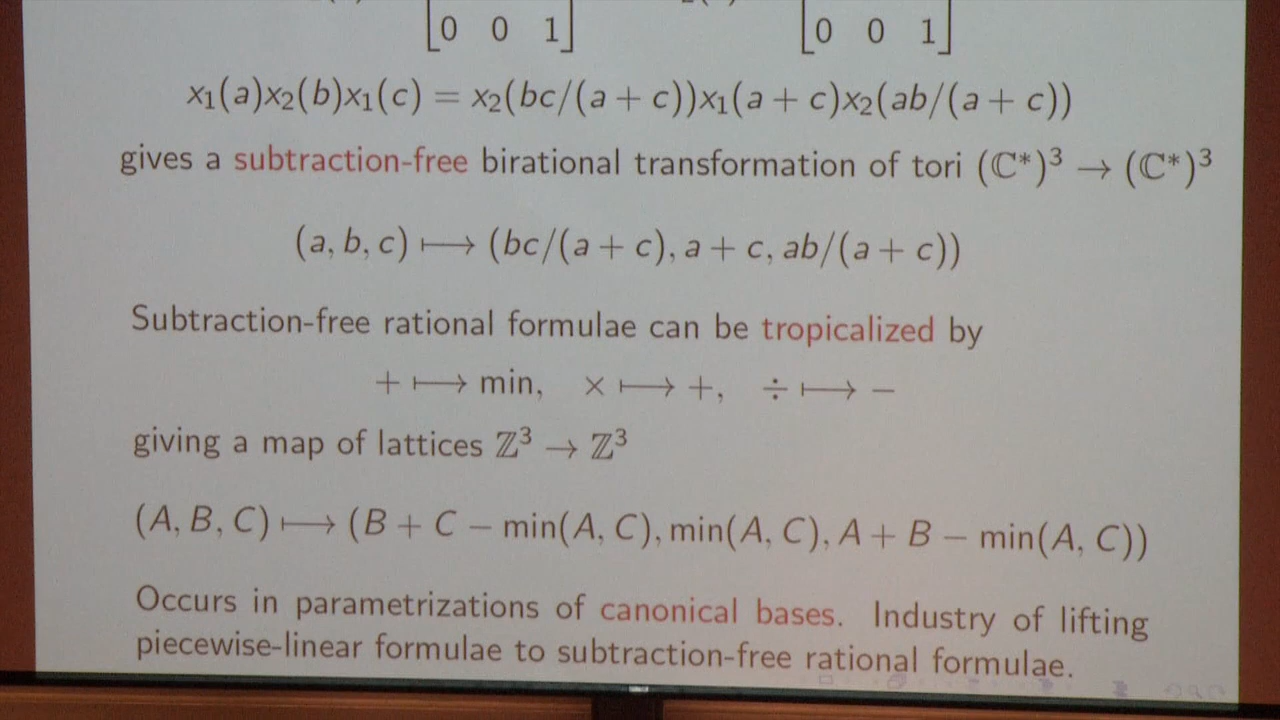 [0 0 1] [0 0 1]
x₁(a)x₂(b)x₁(c) = x₂(bc/(a + c))x₁(a + c)x₂(ab/(a + c))
gives a subtraction-free birational transformation of tori (ℂ*)³ → (ℂ*)³
(a, b, c) ⟼ (bc/(a + c), a + c, ab/(a + c))
Subtraction-free rational formulae can be tropicalized by
+ ⟼ min, × ⟼ +, ÷ ⟼ −
giving a map of lattices ℤ³ → ℤ³
(A, B, C) ⟼ (B + C − min(A, C), min(A, C), A + B − min(A, C))
Occurs in parametrizations of canonical bases. Industry of lifting
piecewise-linear formulae to subtraction-free rational formulae.